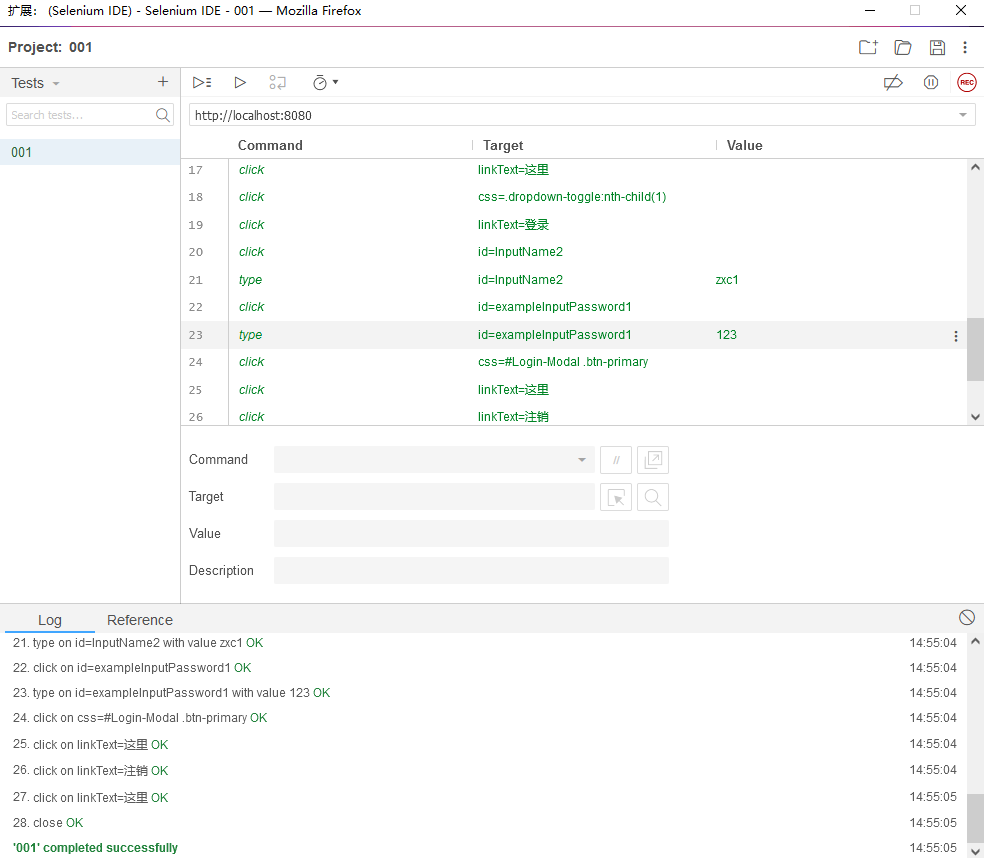 扩展： (Selenium IDE) - Selenium IDE - 001 — Mozilla Firefox
Project: 001
Tests
Search tests...
001
REC
http://localhost:8080
Command Target Value
17 click linkText=这里
18 click css=.dropdown-toggle:nth-child(1)
19 click linkText=登录
20 click id=InputName2
21 type id=InputName2 zxc1
22 click id=exampleInputPassword1
23 type id=exampleInputPassword1 123
24 click css=#Login-Modal .btn-primary
25 click linkText=这里
26 click linkText=注销
Command //
Target
Value
Description
Log Reference
21. type on id=InputName2 with value zxc1 OK 14:55:04
22. click on id=exampleInputPassword1 OK 14:55:04
23. type on id=exampleInputPassword1 with value 123 OK 14:55:04
24. click on css=#Login-Modal .btn-primary OK 14:55:04
25. click on linkText=这里 OK 14:55:04
26. click on linkText=注销 OK 14:55:04
27. click on linkText=这里 OK 14:55:05
28. close OK 14:55:05
'001' completed successfully 14:55:05